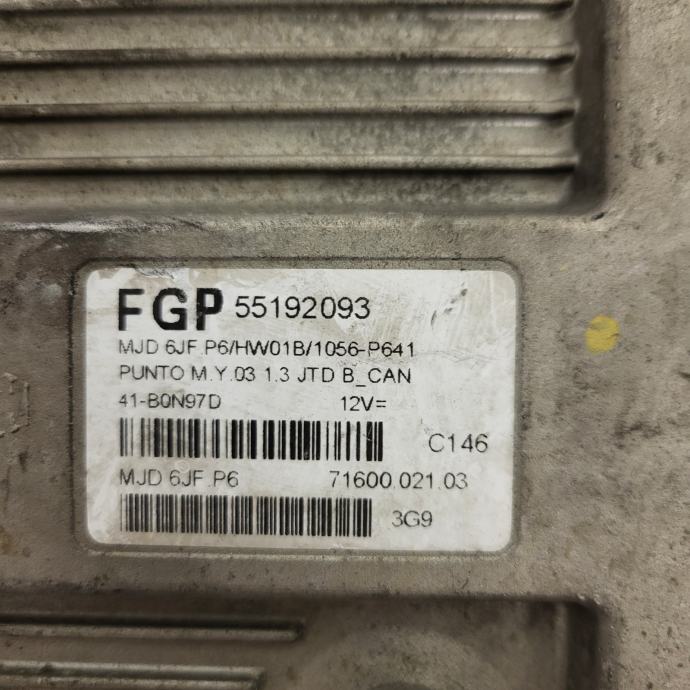 FGP 55192093
MJD 6JF.P6/HW01B/1056-P641
PUNTO M.Y.03 1.3 JTD B_CAN
41-B0N97D 12V=
C146
MJD 6JF.P6 71600.021.03
3G9